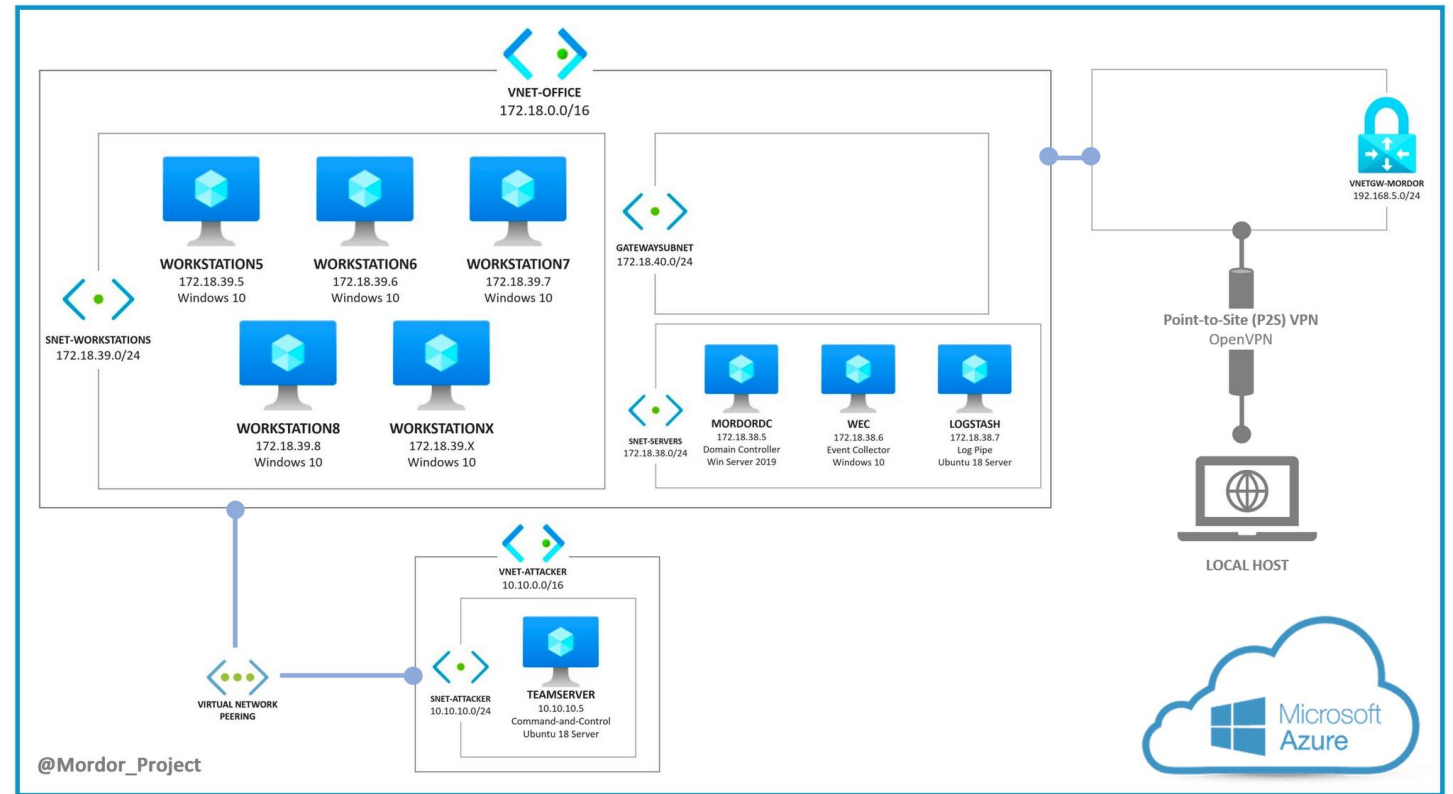 VNET-OFFICE
172.18.0.0/16
WORKSTATION5
172.18.39.5
Windows 10
WORKSTATION6
172.18.39.6
Windows 10
WORKSTATION7
172.18.39.7
Windows 10
SNET-WORKSTATIONS
172.18.39.0/24
WORKSTATION8
172.18.39.8
Windows 10
WORKSTATIONX
172.18.39.X
Windows 10
GATEWAYSUBNET
172.18.40.0/24
SNET-SERVERS
172.18.38.0/24
MORDORDC
172.18.38.5
Domain Controller
Win Server 2019
WEC
172.18.38.6
Event Collector
Windows 10
LOGSTASH
172.18.38.7
Log Pipe
Ubuntu 18 Server
VNETGW-MORDOR
192.168.5.0/24
Point-to-Site (P2S) VPN
OpenVPN
LOCAL HOST
VNET-ATTACKER
10.10.0.0/16
SNET-ATTACKER
10.10.10.0/24
TEAMSERVER
10.10.10.5
Command-and-Control
Ubuntu 18 Server
VIRTUAL NETWORK
PEERING
@Mordor_Project
Microsoft
Azure